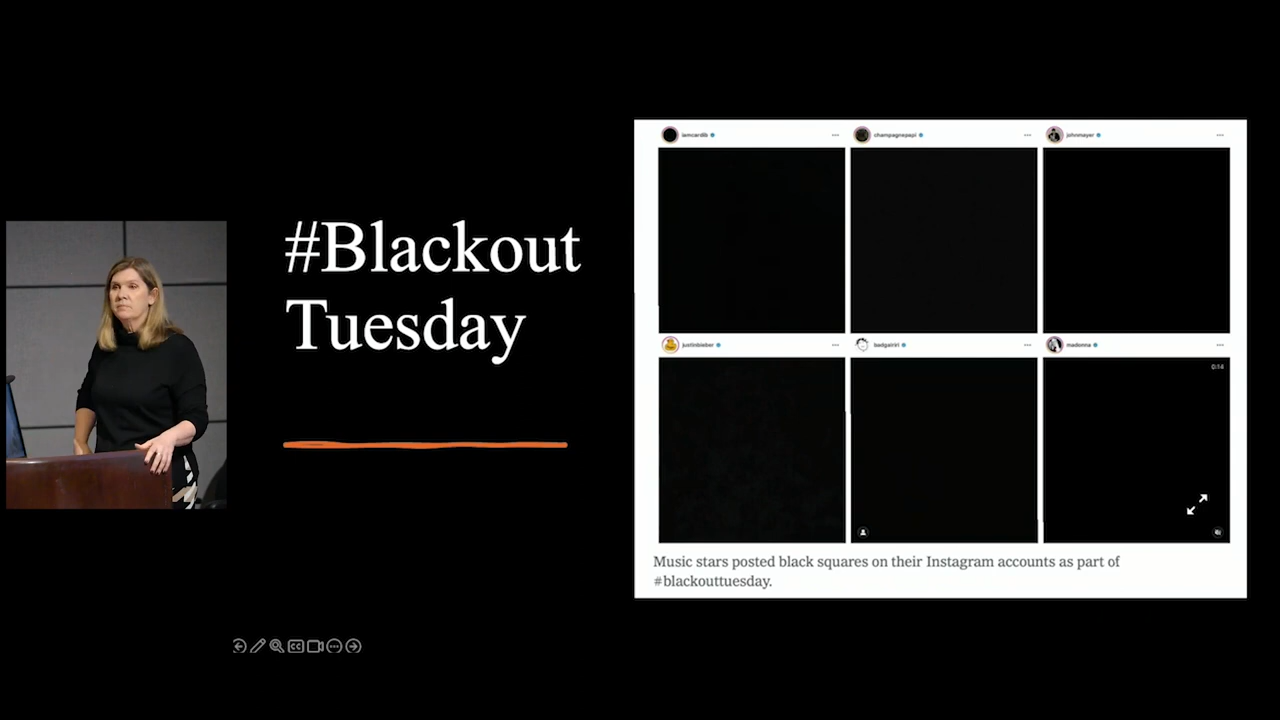 #Blackout
Tuesday
iamcardib
champagnepapi
johnmayer
justinbieber
badgalriri
madonna
0:14
Music stars posted black squares on their Instagram accounts as part of
#blackouttuesday.
CC